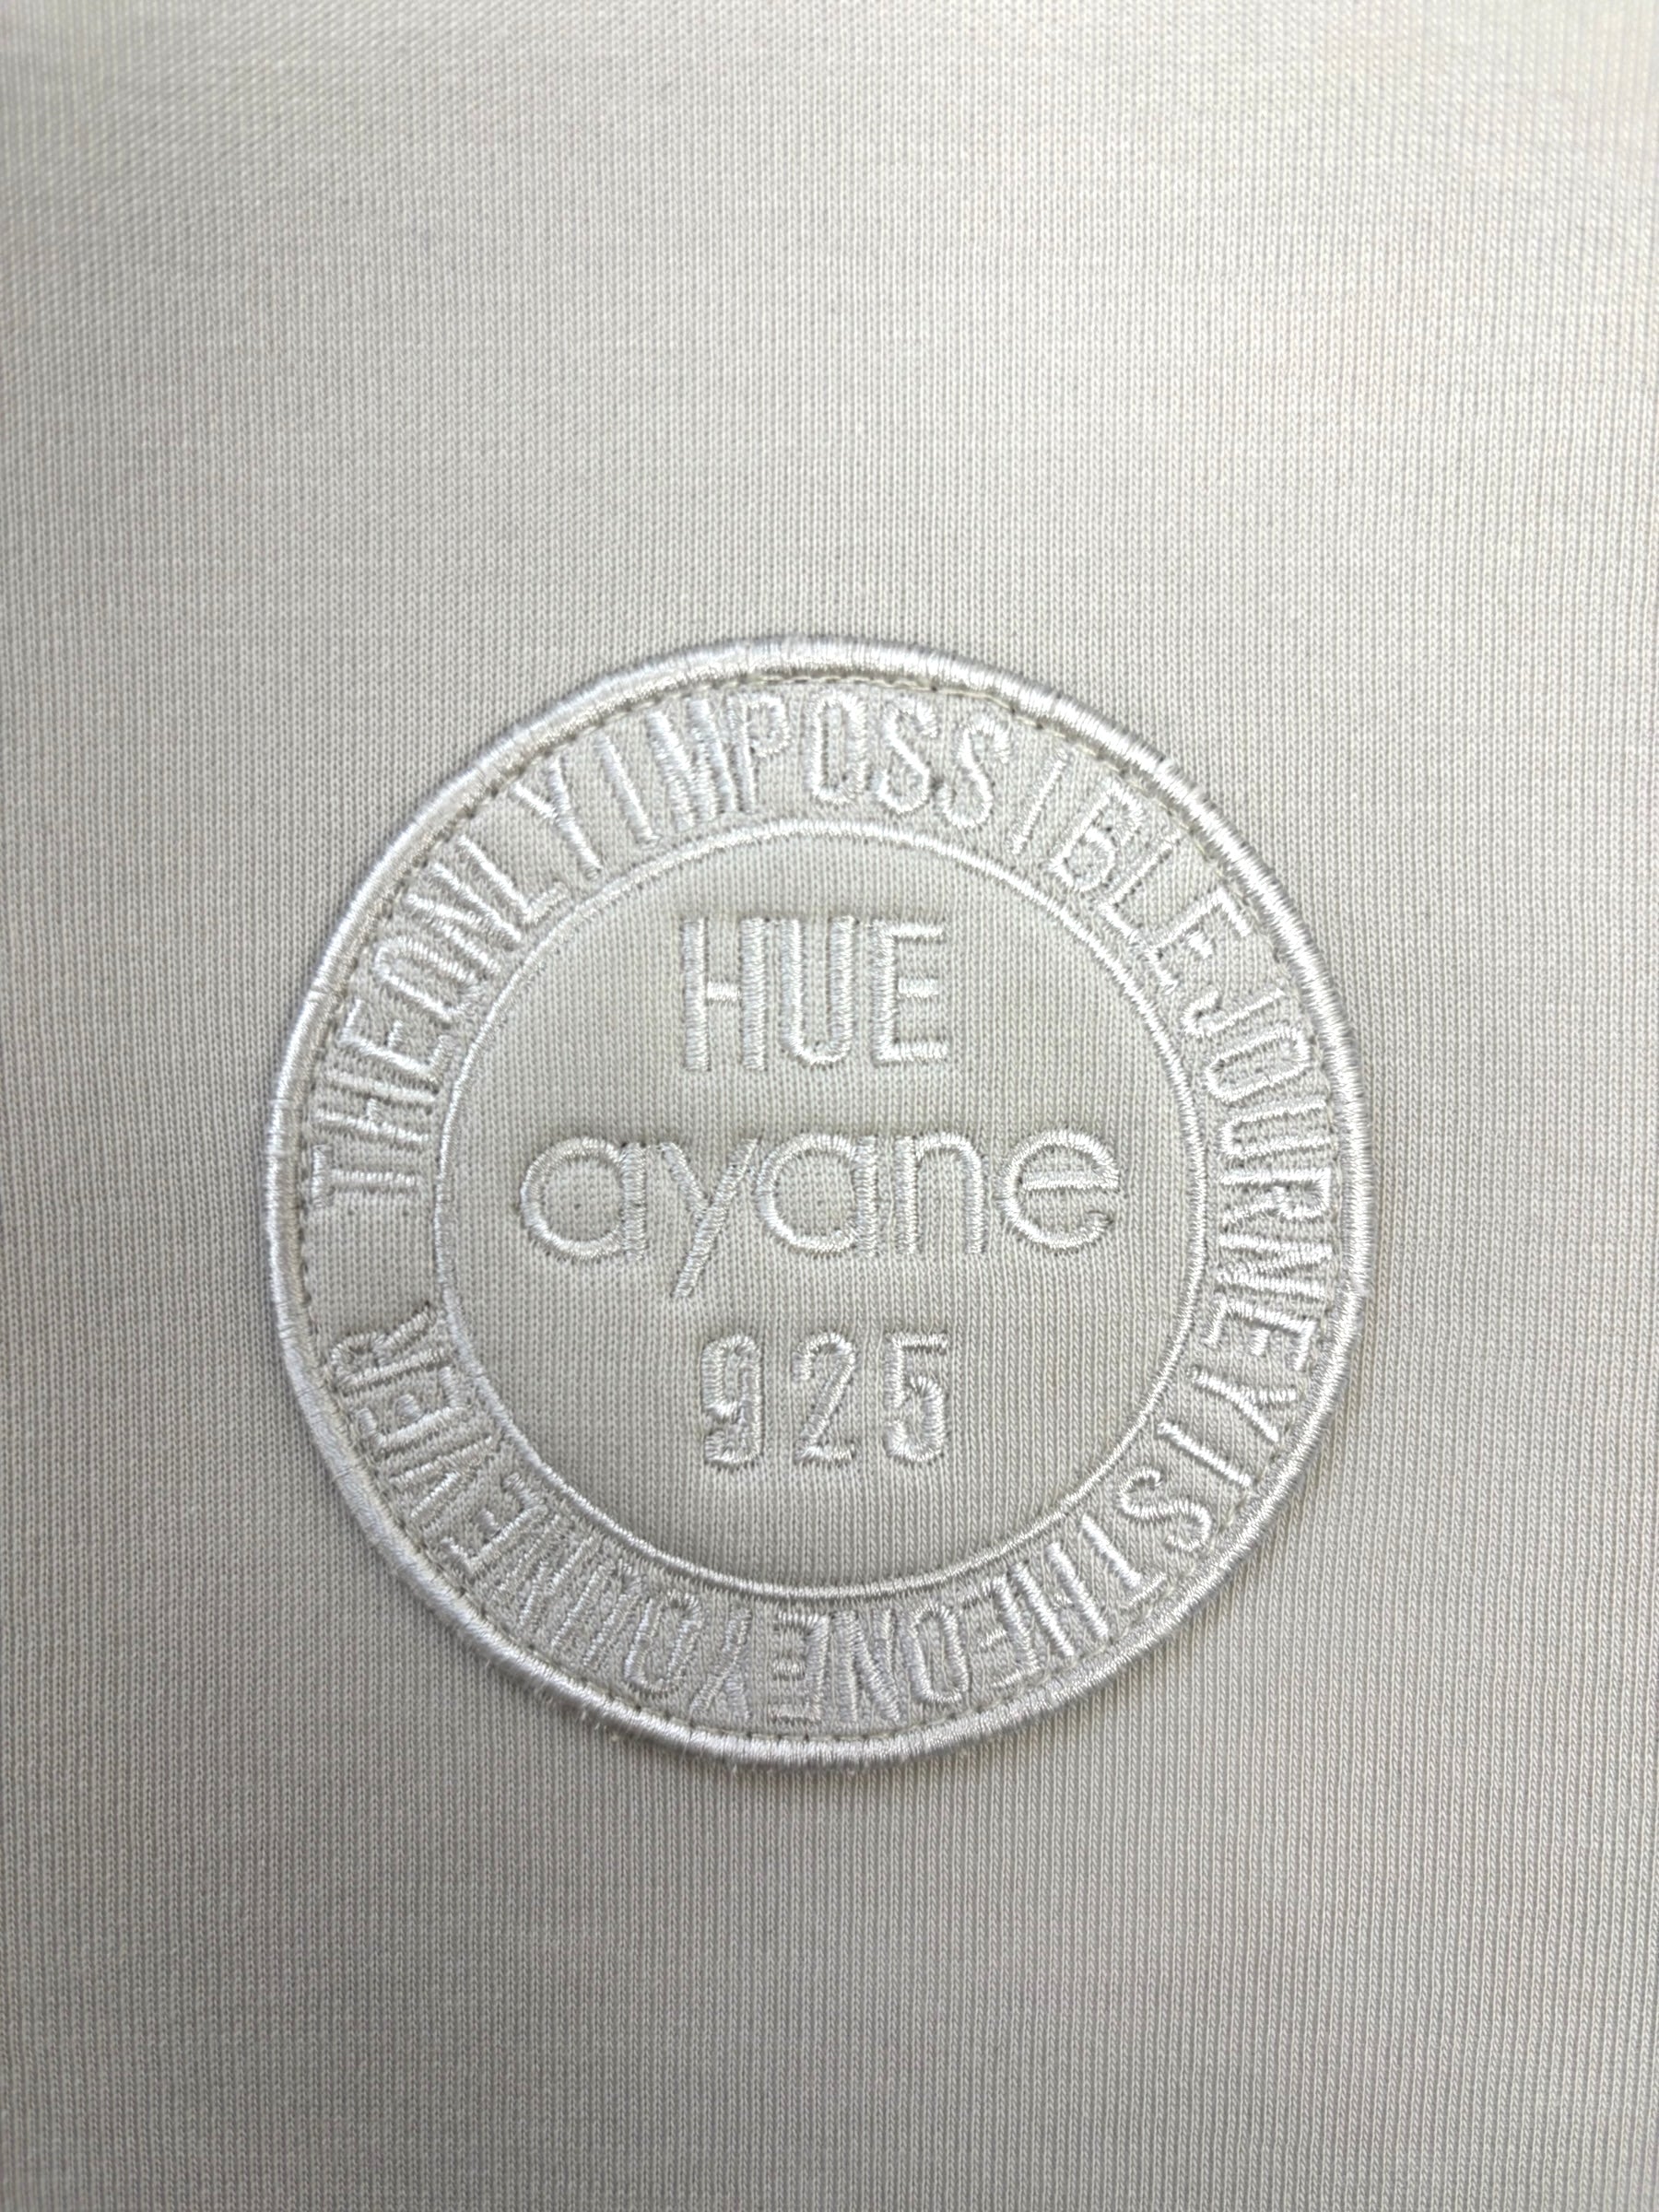 THEONLYIMPOSSIBLEJOURNEYISTHEONEYOUNEVER
HUE
ayane
925